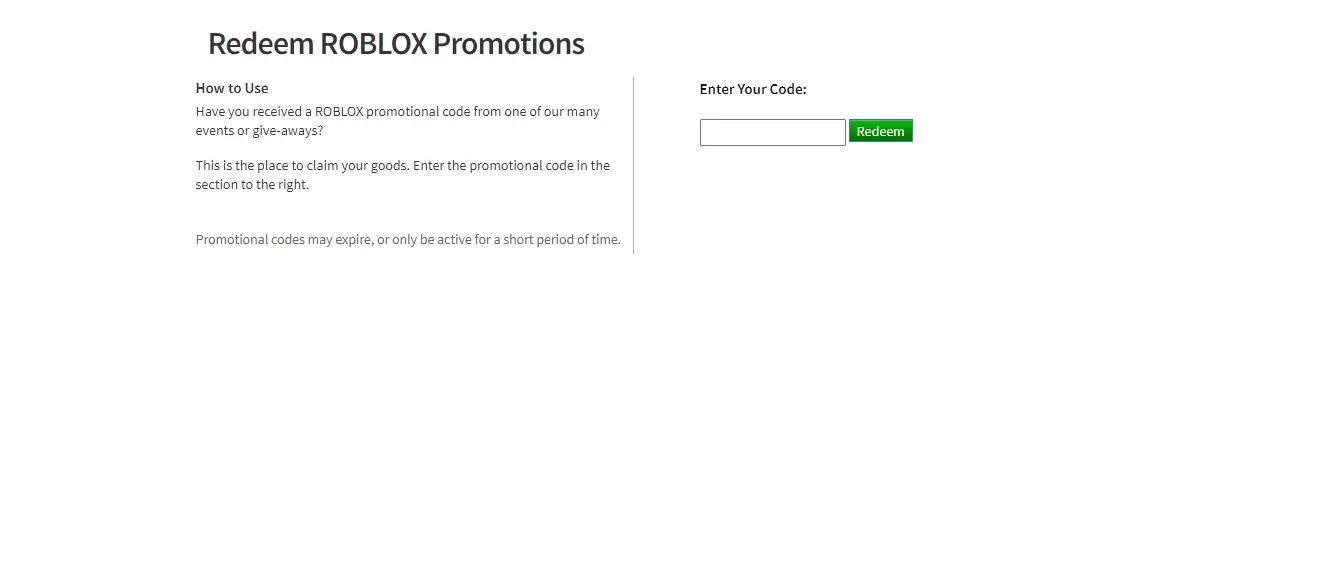 Redeem ROBLOX Promotions
How to Use
Have you received a ROBLOX promotional code from one of our many
events or give-aways?
This is the place to claim your goods. Enter the promotional code in the
section to the right.
Promotional codes may expire, or only be active for a short period of time.
Enter Your Code:
Redeem